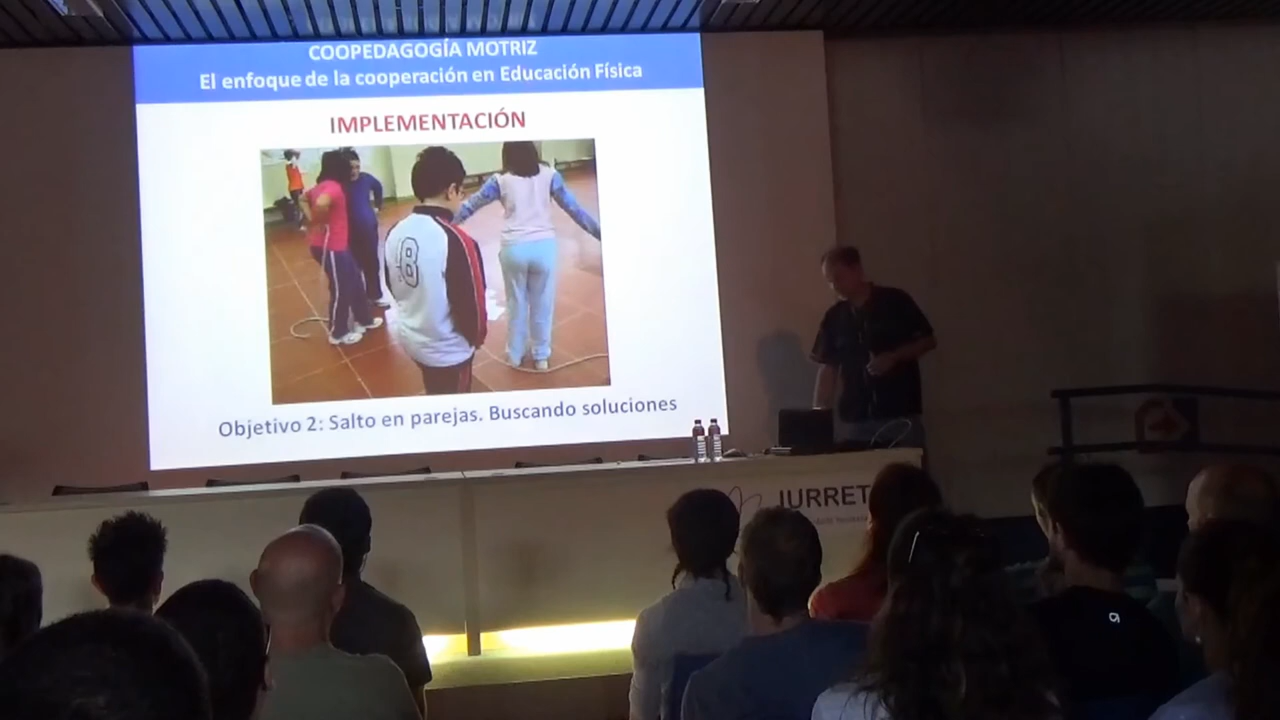 COOPEDAGOGÍA MOTRIZ
El enfoque de la cooperación en Educación Física
IMPLEMENTACIÓN
8
Objetivo 2: Salto en parejas. Buscando soluciones
IURRET